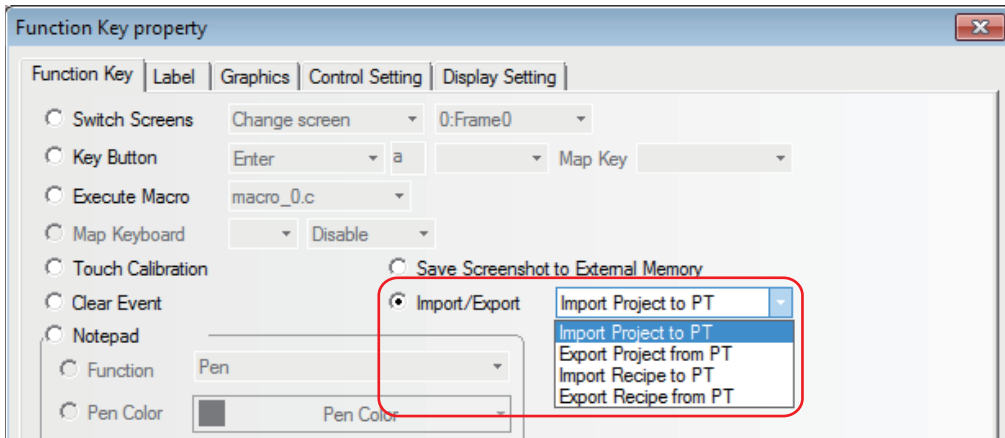 Function Key property
Function Key Label Graphics Control Setting Display Setting
Switch Screens Change screen 0:Frame0
Key Button Enter a Map Key
Execute Macro macro_0.c
Map Keyboard Disable
Touch Calibration Save Screenshot to External Memory
Clear Event Import/Export Import Project to PT
Import Project to PT
Notepad
Export Project from PT
Function Pen
Import Recipe to PT
Export Recipe from PT
Pen Color Pen Color